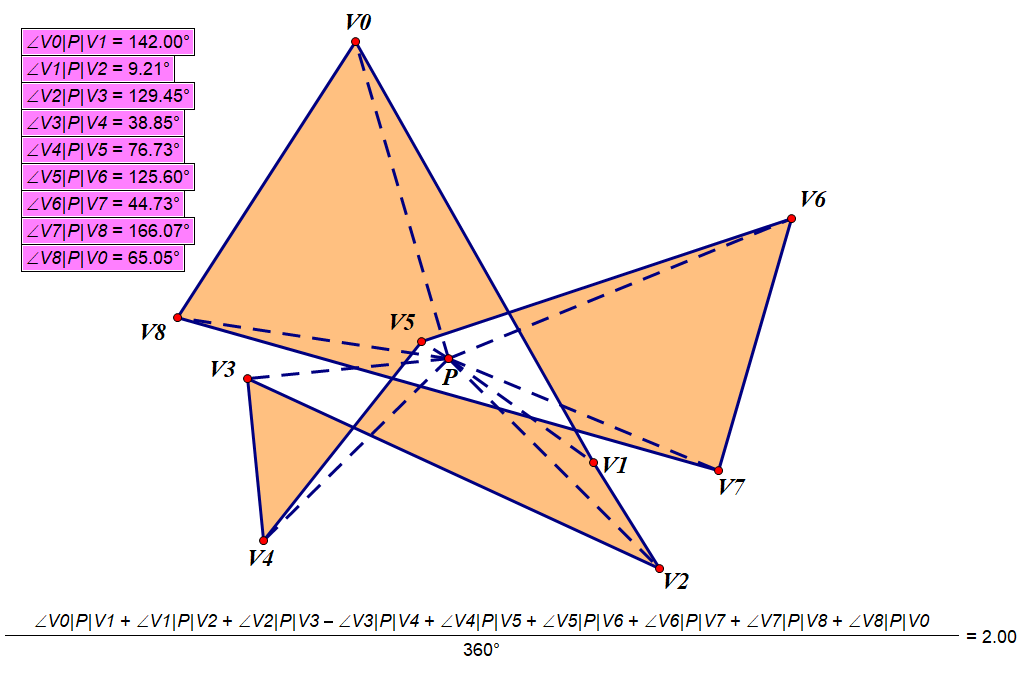 V0
∠V0|P|V1 = 142.00°
∠V1|P|V2 = 9.21°
∠V2|P|V3 = 129.45°
∠V3|P|V4 = 38.85°
∠V4|P|V5 = 76.73°
∠V5|P|V6 = 125.60°
∠V6|P|V7 = 44.73°
∠V7|P|V8 = 166.07°
∠V8|P|V0 = 65.05°
V6
V8
V5
V3
P
V1
V7
V4
V2
∠V0|P|V1 + ∠V1|P|V2 + ∠V2|P|V3 – ∠V3|P|V4 + ∠V4|P|V5 + ∠V5|P|V6 + ∠V6|P|V7 + ∠V7|P|V8 + ∠V8|P|V0
= 2.00
360°